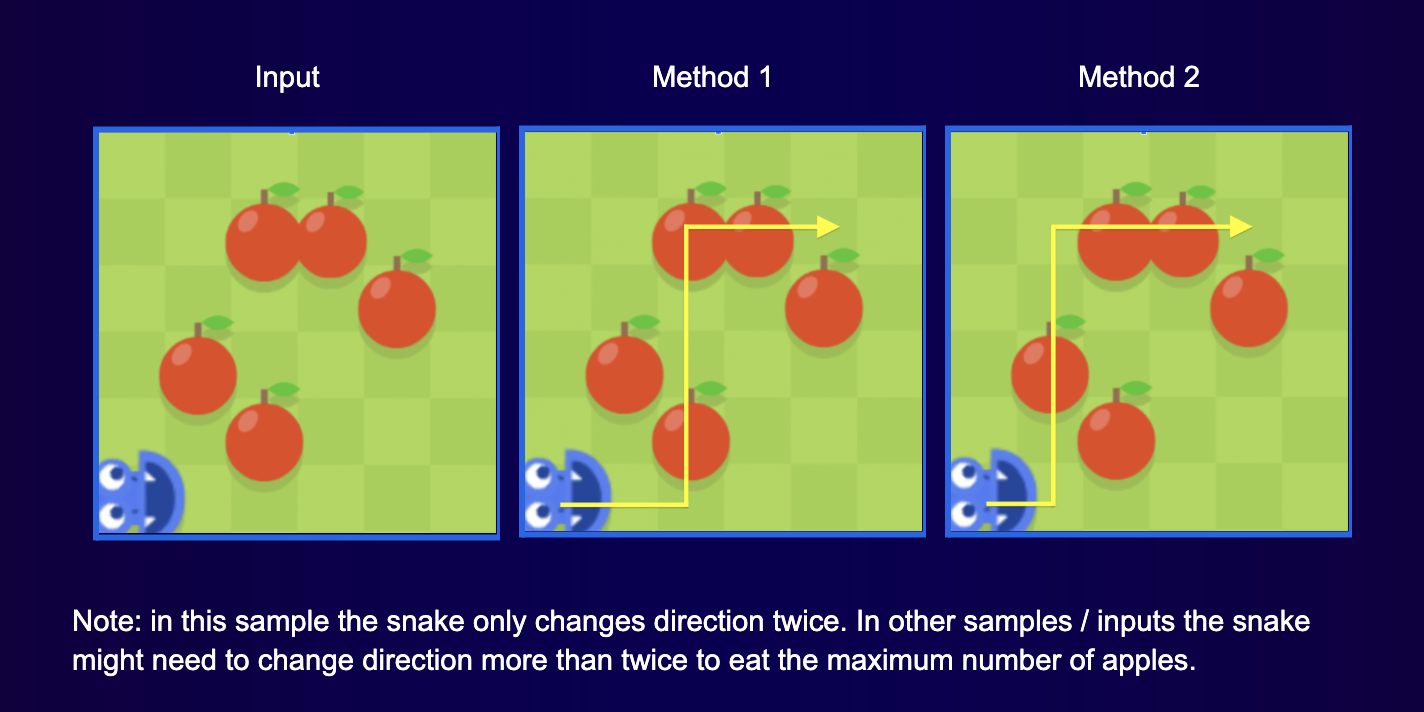 Input
Method 1
Method 2
Note: in this sample the snake only changes direction twice. In other samples / inputs the snake
might need to change direction more than twice to eat the maximum number of apples.